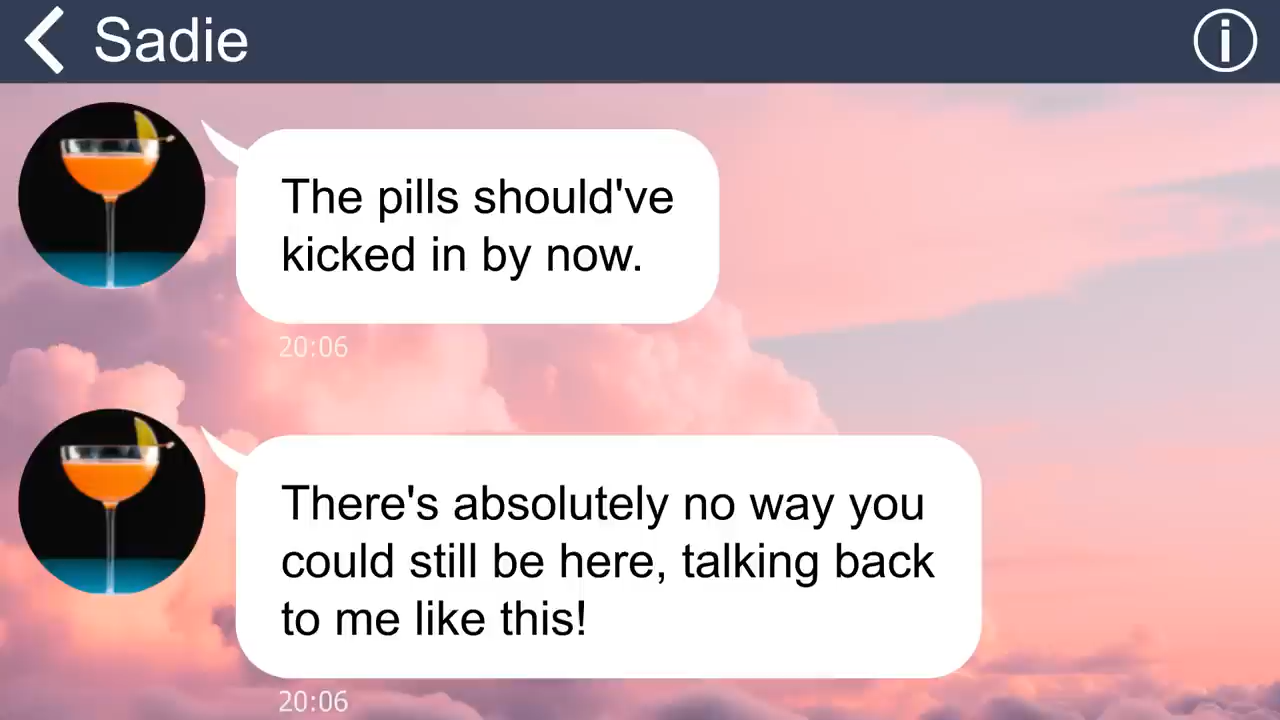 Sadie
The pills should've
kicked in by now.
20:06
There's absolutely no way you
could still be here, talking back
to me like this!
20:06